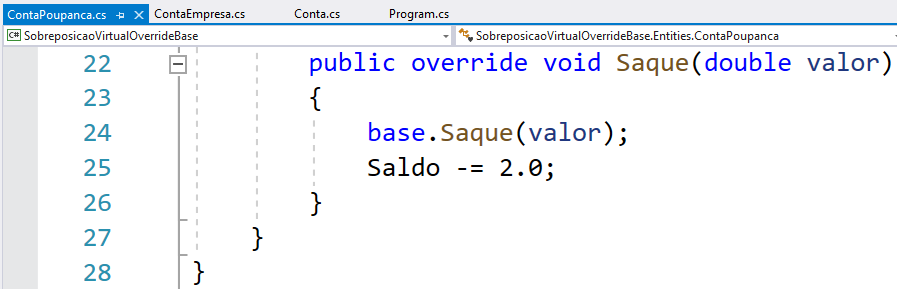 ContaPoupanca.cs ContaEmpresa.cs Conta.cs Program.cs
C# SobreposicaoVirtualOverrideBase SobreposicaoVirtualOverrideBase.Entities.ContaPoupanca
22 public override void Saque(double valor)
23 {
24 base.Saque(valor);
25 Saldo -= 2.0;
26 }
27 }
28 }